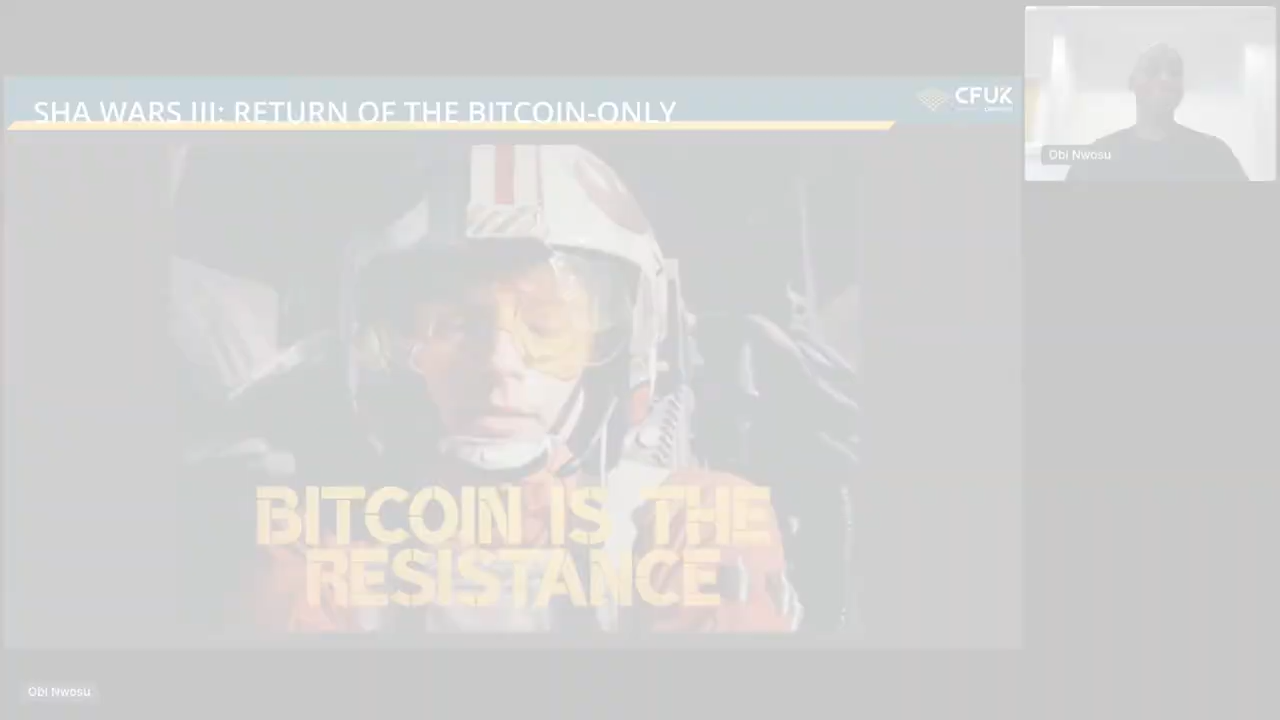 SHA WARS III: RETURN OF THE BITCOIN-ONLY
CFUK
Obi Nwosu
BITCOIN IS THE
RESISTANCE
Obi Nwosu